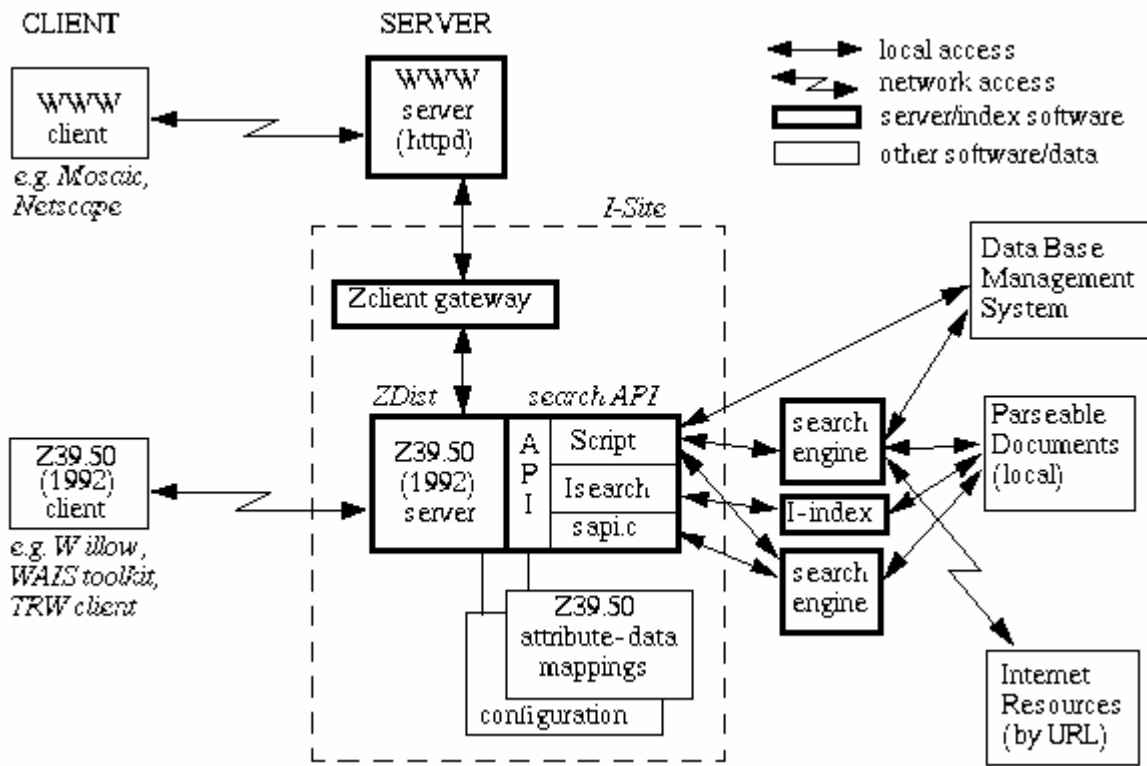 CLIENT
SERVER
WWW
client
e.g. Mosaic,
Netscape
WWW
server
(httpd)
local access
network access
server/index software
other software/data
I-Site
Zclient gateway
Data Base
Management
System
ZDist
search API
Z39.50
(1992)
client
e.g. Willow,
WAIS toolkit,
TRW client
Z39.50
(1992)
server
A
P
I
Script
Isearch
sapi.c
search
engine
I-index
search
engine
Parseable
Documents
(local)
Z39.50
attribute-data
mappings
configuration
Internet
Resources
(by URL)